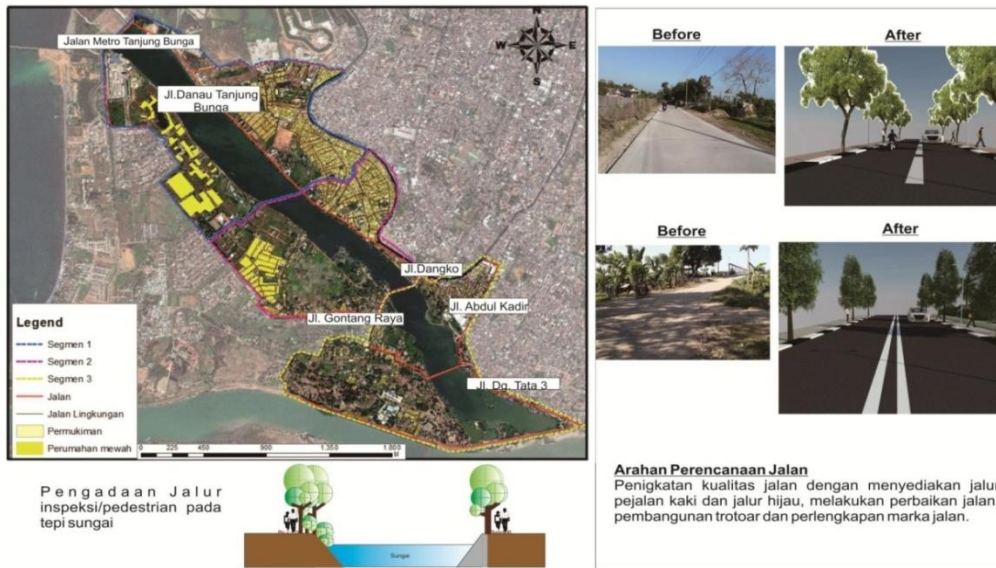 Jalan Metro Tanjung Bunga
Jl.Danau Tanjung
Bunga
Jl.Dangko
Jl. Abdul Kadir
Jl. Gontang Raya
Jl. Dg. Tata 3
N
W
E
S
Legend
Segmen 1
Segmen 2
Segmen 3
Jalan
Jalan Lingkungan
Permukiman
Perumahan mewah
0 225 450 900 1.350 1.800
M
Pengadaan Jalur
inspeksi/pedestrian pada
tepi sungai
Sungai
Before
After
Before
After
Arahan Perencanaan Jalan
Penigkatan kualitas jalan dengan menyediakan jalur
pejalan kaki dan jalur hijau, melakukan perbaikan jalan,
pembangunan trotoar dan perlengkapan marka jalan.